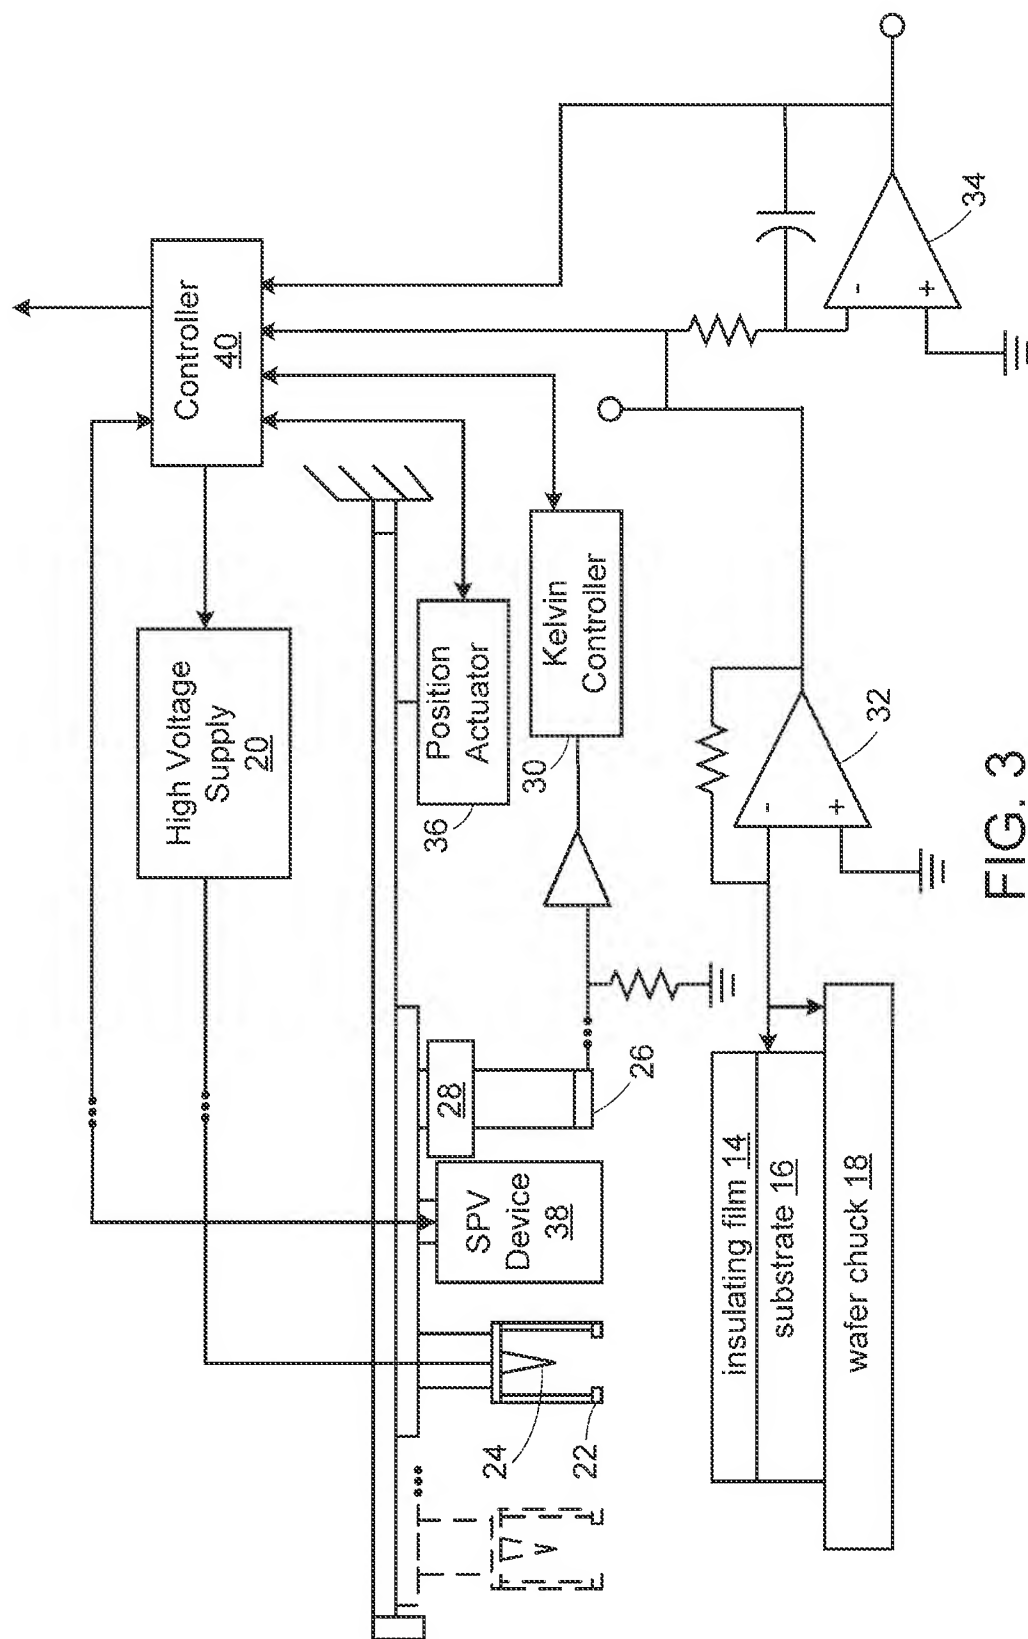 Controller
40
High Voltage
Supply
20
Position
Actuator
36
Kelvin
Controller
30
28
26
SPV
Device
38
24
22
34
-
+
32
-
+
insulating film 14
substrate 16
wafer chuck 18
FIG. 3